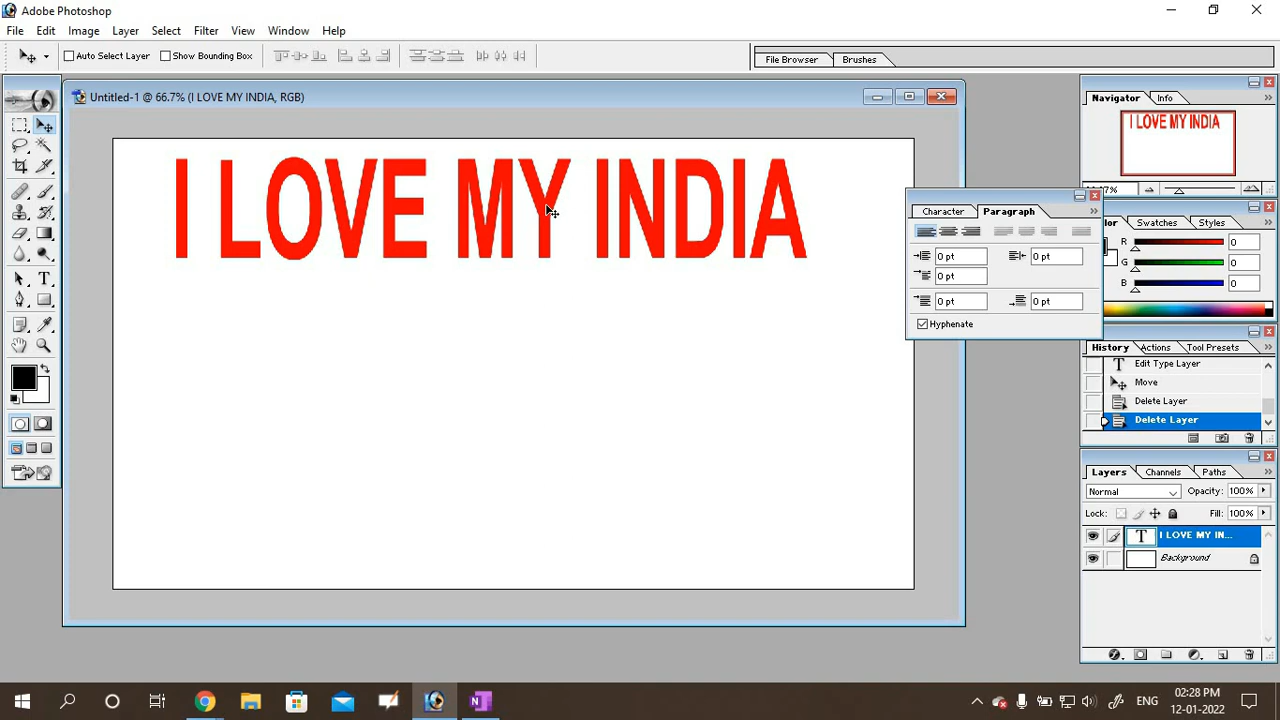 Adobe Photoshop
File Edit Image Layer Select Filter View Window Help
Auto Select Layer Show Bounding Box
File Browser Brushes
Untitled-1 @ 66.7% (I LOVE MY INDIA, RGB)
I LOVE MY INDIA
Navigator Info
I LOVE MY INDIA
Swatches Styles
R 0
G 0
B 0
Character Paragraph
0 pt 0 pt
0 pt
0 pt 0 pt
Hyphenate
History Actions Tool Presets
Edit Type Layer
Move
Delete Layer
Delete Layer
Layers Channels Paths
Normal Opacity: 100%
Lock: Fill: 100%
T I LOVE MY IN...
Background
ENG
02:28 PM
12-01-2022